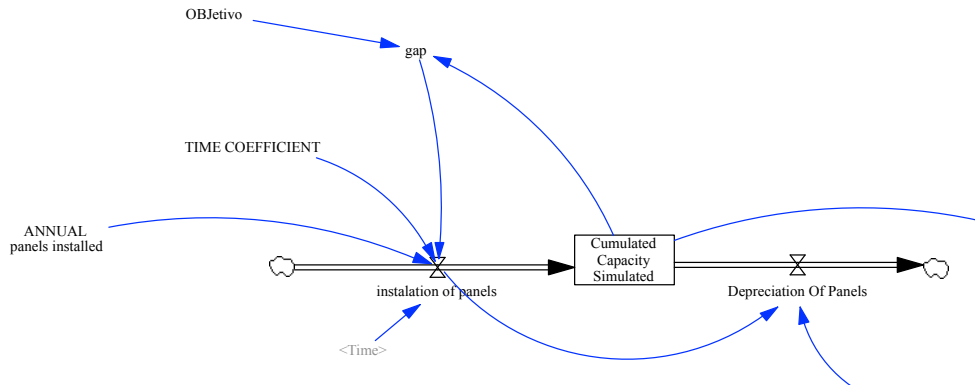 OBJetivo
gap
TIME COEFFICIENT
ANNUAL
panels installed
Cumulated
Capacity
Simulated
instalation of panels
Depreciation Of Panels
<Time>